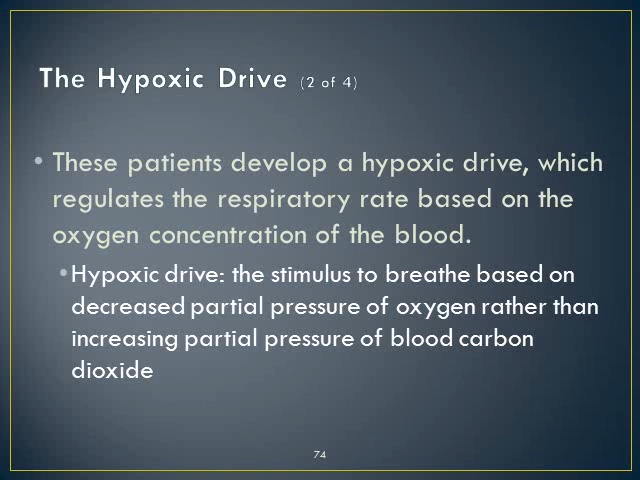 The Hypoxic Drive (2 of 4)
• These patients develop a hypoxic drive, which
regulates the respiratory rate based on the
oxygen concentration of the blood.
• Hypoxic drive: the stimulus to breathe based on
decreased partial pressure of oxygen rather than
increasing partial pressure of blood carbon
dioxide
74